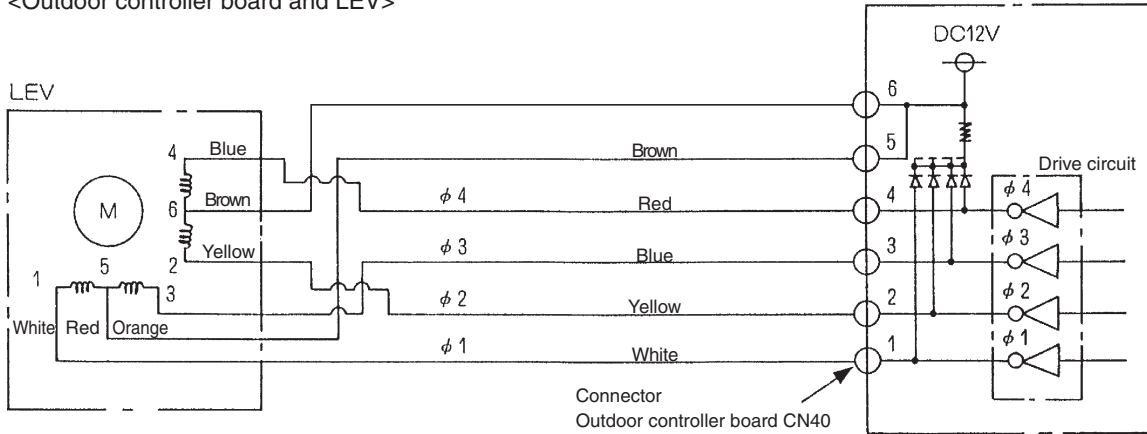 <Outdoor controller board and LEV>
DC12V
LEV
6
4 Blue
5
Brown
Drive circuit
M
6 Brown
φ 4
Red
4
φ 4
Yellow
φ 3
Blue
3
φ 3
1
5
2
3
φ 2
Yellow
2
φ 2
White Red Orange
φ 1
White
1
φ 1
Connector
Outdoor controller board CN40